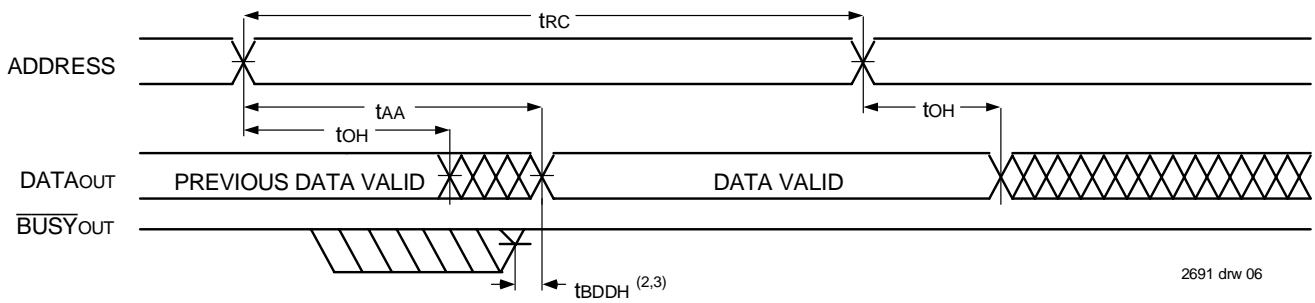 tRC
ADDRESS
tAA
tOH
tOH
DATAOUT
PREVIOUS DATA VALID
DATA VALID
BUSYOUT
tBDDH (2,3)
2691 drw 06